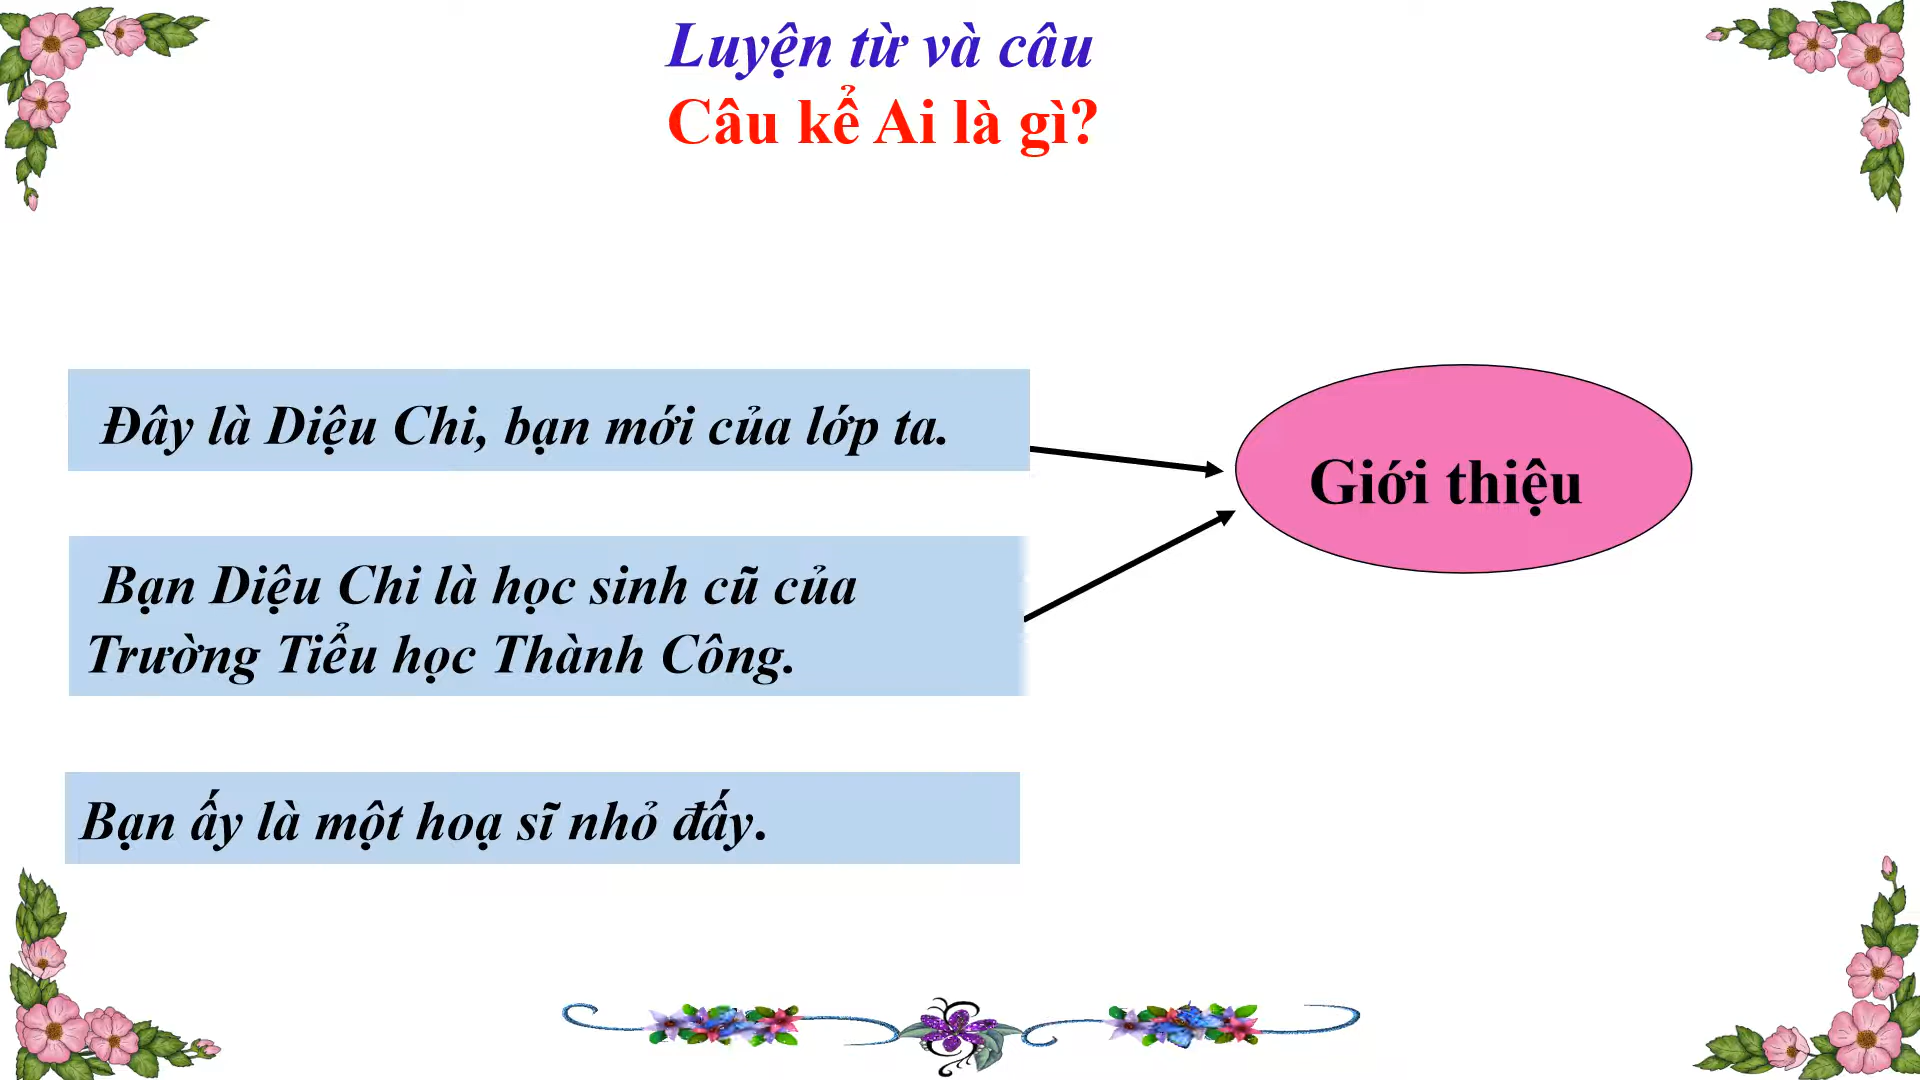 Luyện từ và câu
Câu kể Ai là gì?
Đây là Diệu Chi, bạn mới của lớp ta.
Giới thiệu
Bạn Diệu Chi là học sinh cũ của
Trường Tiểu học Thành Công.
Bạn ấy là một hoạ sĩ nhỏ đấy.